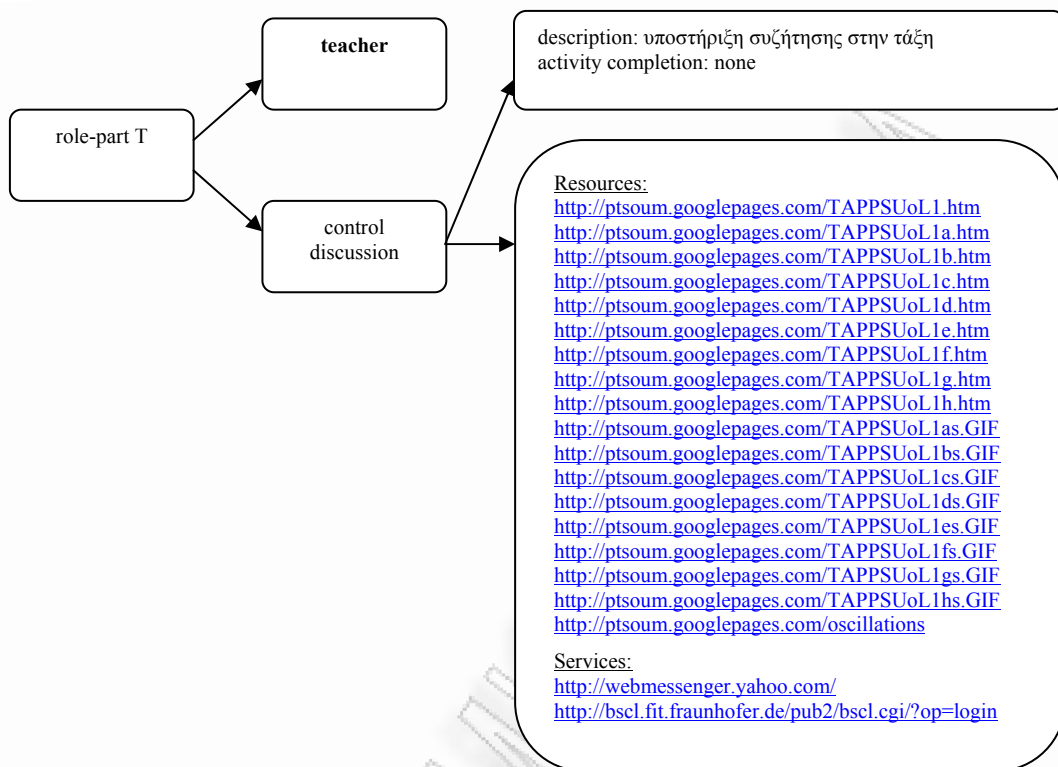 teacher
description: υποστήριξη συζήτησης στην τάξη
activity completion: none
role-part T
control
discussion
Resources:
http://ptsoum.googlepages.com/TAPPSUoL1.htm
http://ptsoum.googlepages.com/TAPPSUoL1a.htm
http://ptsoum.googlepages.com/TAPPSUoL1b.htm
http://ptsoum.googlepages.com/TAPPSUoL1c.htm
http://ptsoum.googlepages.com/TAPPSUoL1d.htm
http://ptsoum.googlepages.com/TAPPSUoL1e.htm
http://ptsoum.googlepages.com/TAPPSUoL1f.htm
http://ptsoum.googlepages.com/TAPPSUoL1g.htm
http://ptsoum.googlepages.com/TAPPSUoL1h.htm
http://ptsoum.googlepages.com/TAPPSUoL1as.GIF
http://ptsoum.googlepages.com/TAPPSUoL1bs.GIF
http://ptsoum.googlepages.com/TAPPSUoL1cs.GIF
http://ptsoum.googlepages.com/TAPPSUoL1ds.GIF
http://ptsoum.googlepages.com/TAPPSUoL1es.GIF
http://ptsoum.googlepages.com/TAPPSUoL1fs.GIF
http://ptsoum.googlepages.com/TAPPSUoL1gs.GIF
http://ptsoum.googlepages.com/TAPPSUoL1hs.GIF
http://ptsoum.googlepages.com/oscillations
Services:
http://webmessenger.yahoo.com/
http://bscl.fit.fraunhofer.de/pub2/bscl.cgi/?op=login